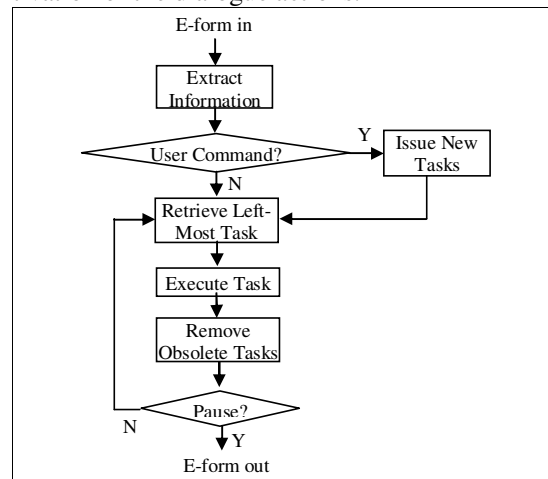 E-form in
Extract
Information
User Command?
Y
Issue New
Tasks
N
Retrieve Left-
Most Task
Execute Task
Remove
Obsolete Tasks
Pause?
N
Y
E-form out